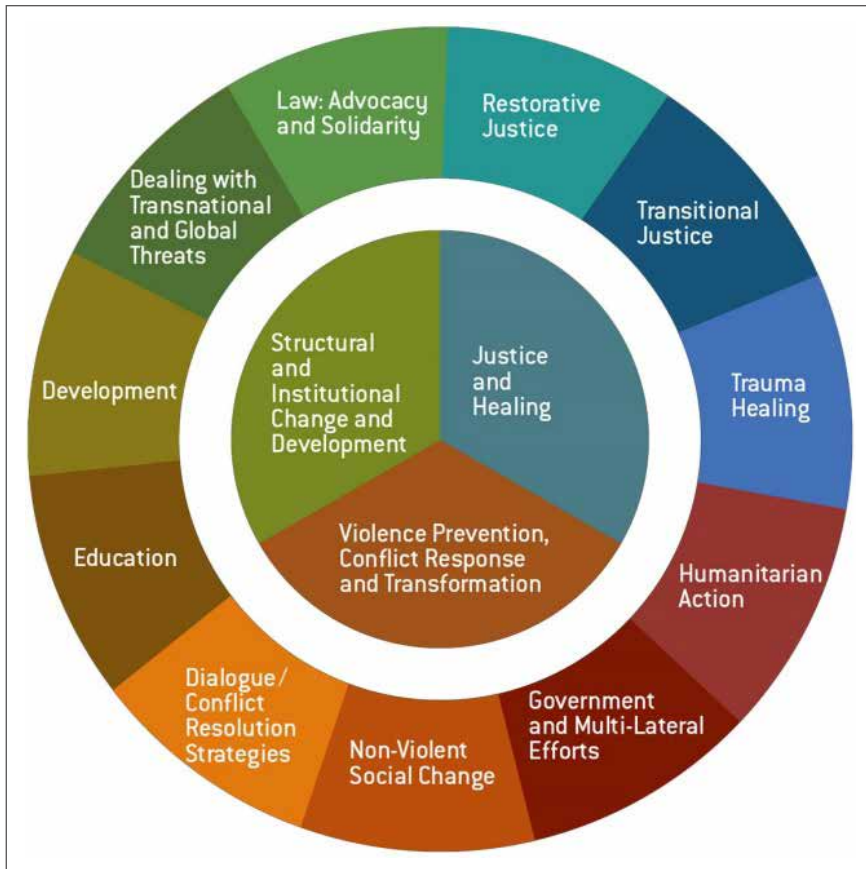 Law: Advocacy
and Solidarity
Restorative
Justice
Transitional
Justice
Trauma
Healing
Humanitarian
Action
Government
and Multi-Lateral
Efforts
Non-Violent
Social Change
Dialogue/
Conflict
Resolution
Strategies
Education
Development
Dealing with
Transnational
and Global
Threats
Structural
and
Institutional
Change and
Development
Justice
and
Healing
Violence Prevention,
Conflict Response
and Transformation